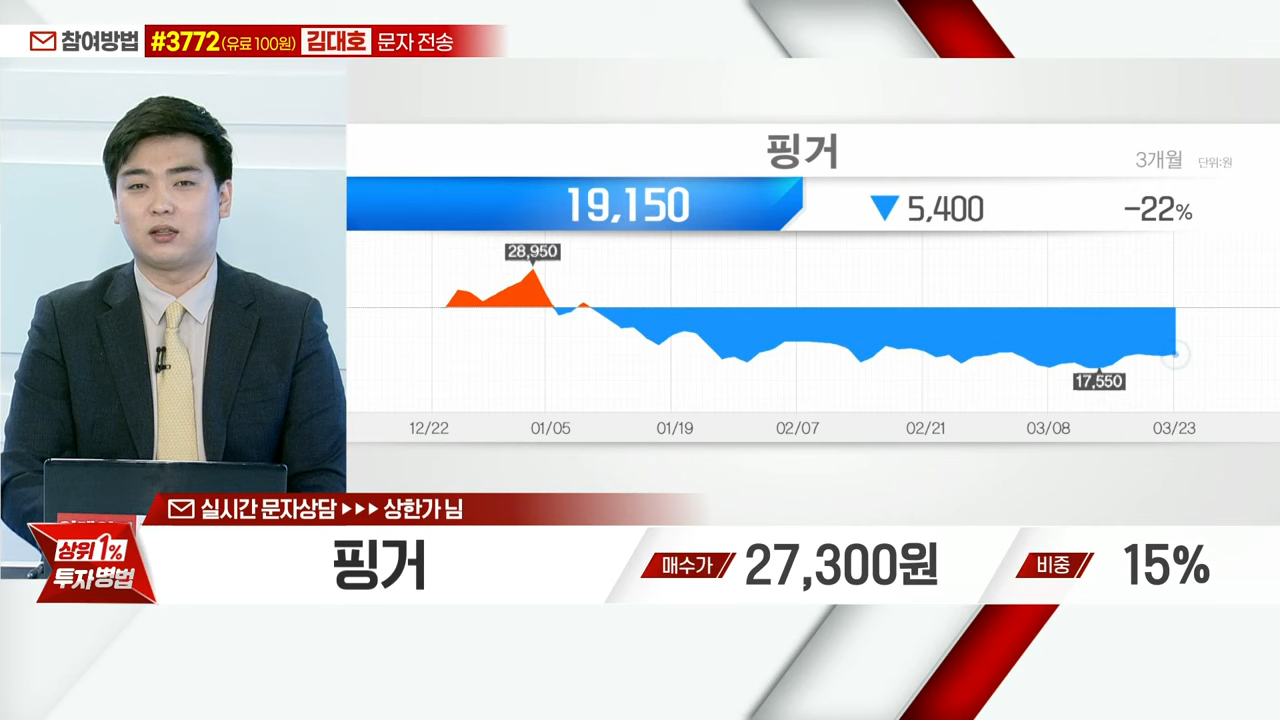 참여방법 #3772(유료 100원) 김대호 문자 전송
핑거
3개월 단위:원
19,150 ▼ 5,400 -22%
28,950
17,550
12/22 01/05 01/19 02/07 02/21 03/08 03/23
실시간 문자상담 ▶▶▶ 상한가 님
상위 1%
투자병법
핑거 매수가 27,300원 비중 15%